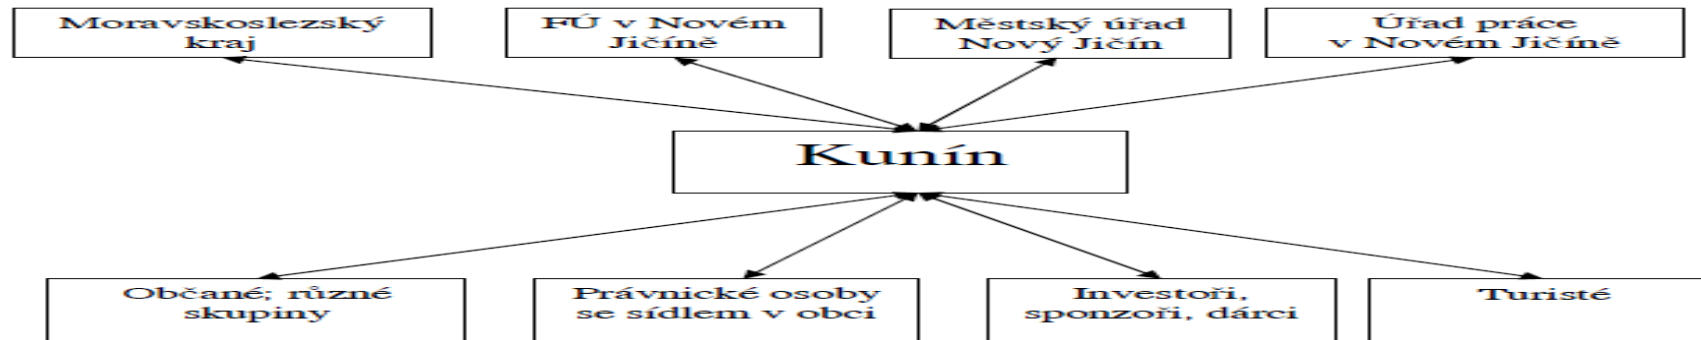 Moravskoslezský
kraj
FÚ v Novém
Jičíně
Městský úřad
Nový Jičín
Úřad práce
v Novém Jičíně
Kunín
Občané; různé
skupiny
Právnické osoby
se sídlem v obci
Investoři,
sponzoři, dárci
Turisté